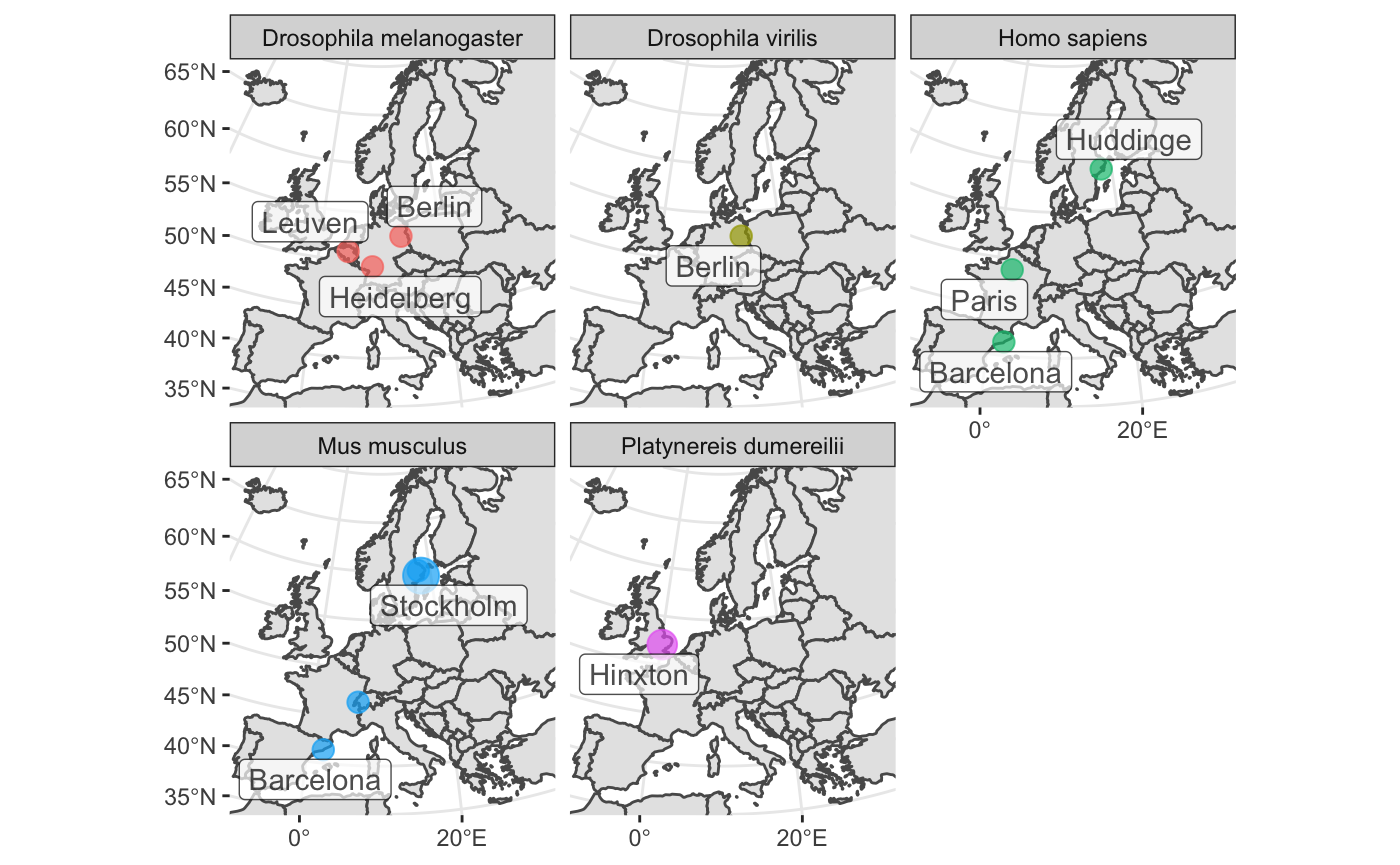 Drosophila melanogaster
Drosophila virilis
Homo sapiens
65°N
60°N
55°N
50°N
45°N
40°N
35°N
Leuven
Berlin
Heidelberg
Berlin
Huddinge
Paris
Barcelona
0°
20°E
Mus musculus
Platynereis dumereilii
65°N
60°N
55°N
50°N
45°N
40°N
35°N
Stockholm
Barcelona
Hinxton
0°
20°E
0°
20°E